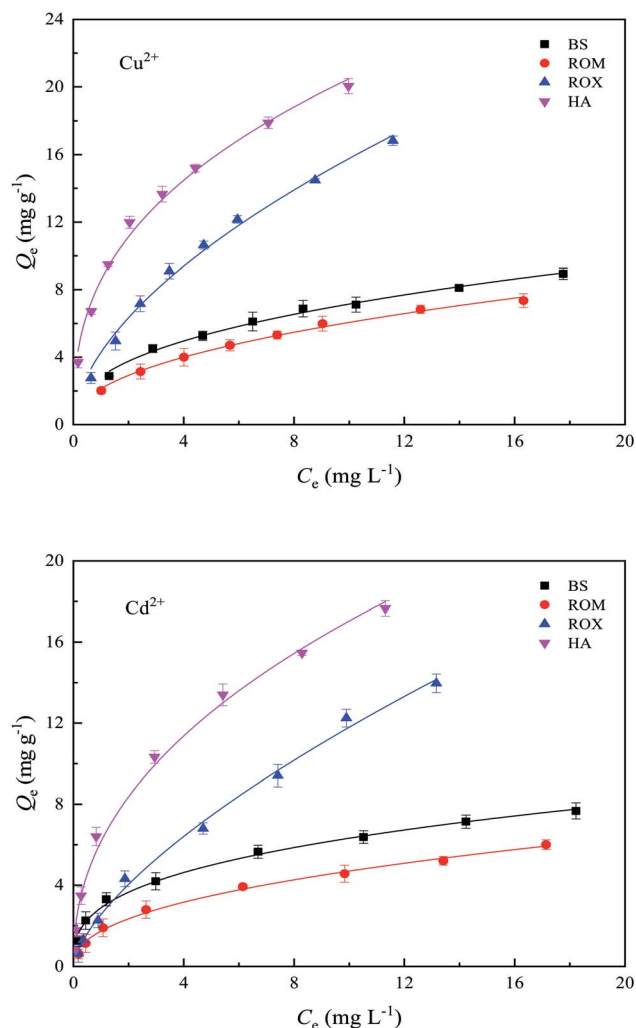 24
20
16
12
8
4
0
Qe (mg g⁻¹)
Cu²⁺
BS
ROM
ROX
HA
0 4 8 12 16 20
Ce (mg L⁻¹)
20
16
12
8
4
0
Qe (mg g⁻¹)
Cd²⁺
BS
ROM
ROX
HA
0 4 8 12 16 20
Ce (mg L⁻¹)